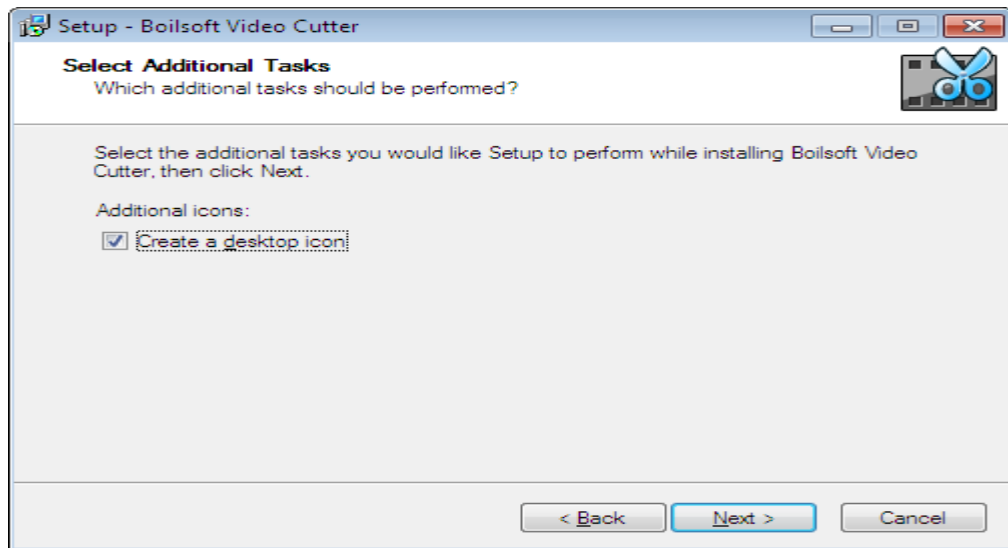 Setup - Boilsoft Video Cutter
Select Additional Tasks
Which additional tasks should be performed?
Select the additional tasks you would like Setup to perform while installing Boilsoft Video
Cutter, then click Next.
Additional icons:
Create a desktop icon
< Back Next > Cancel